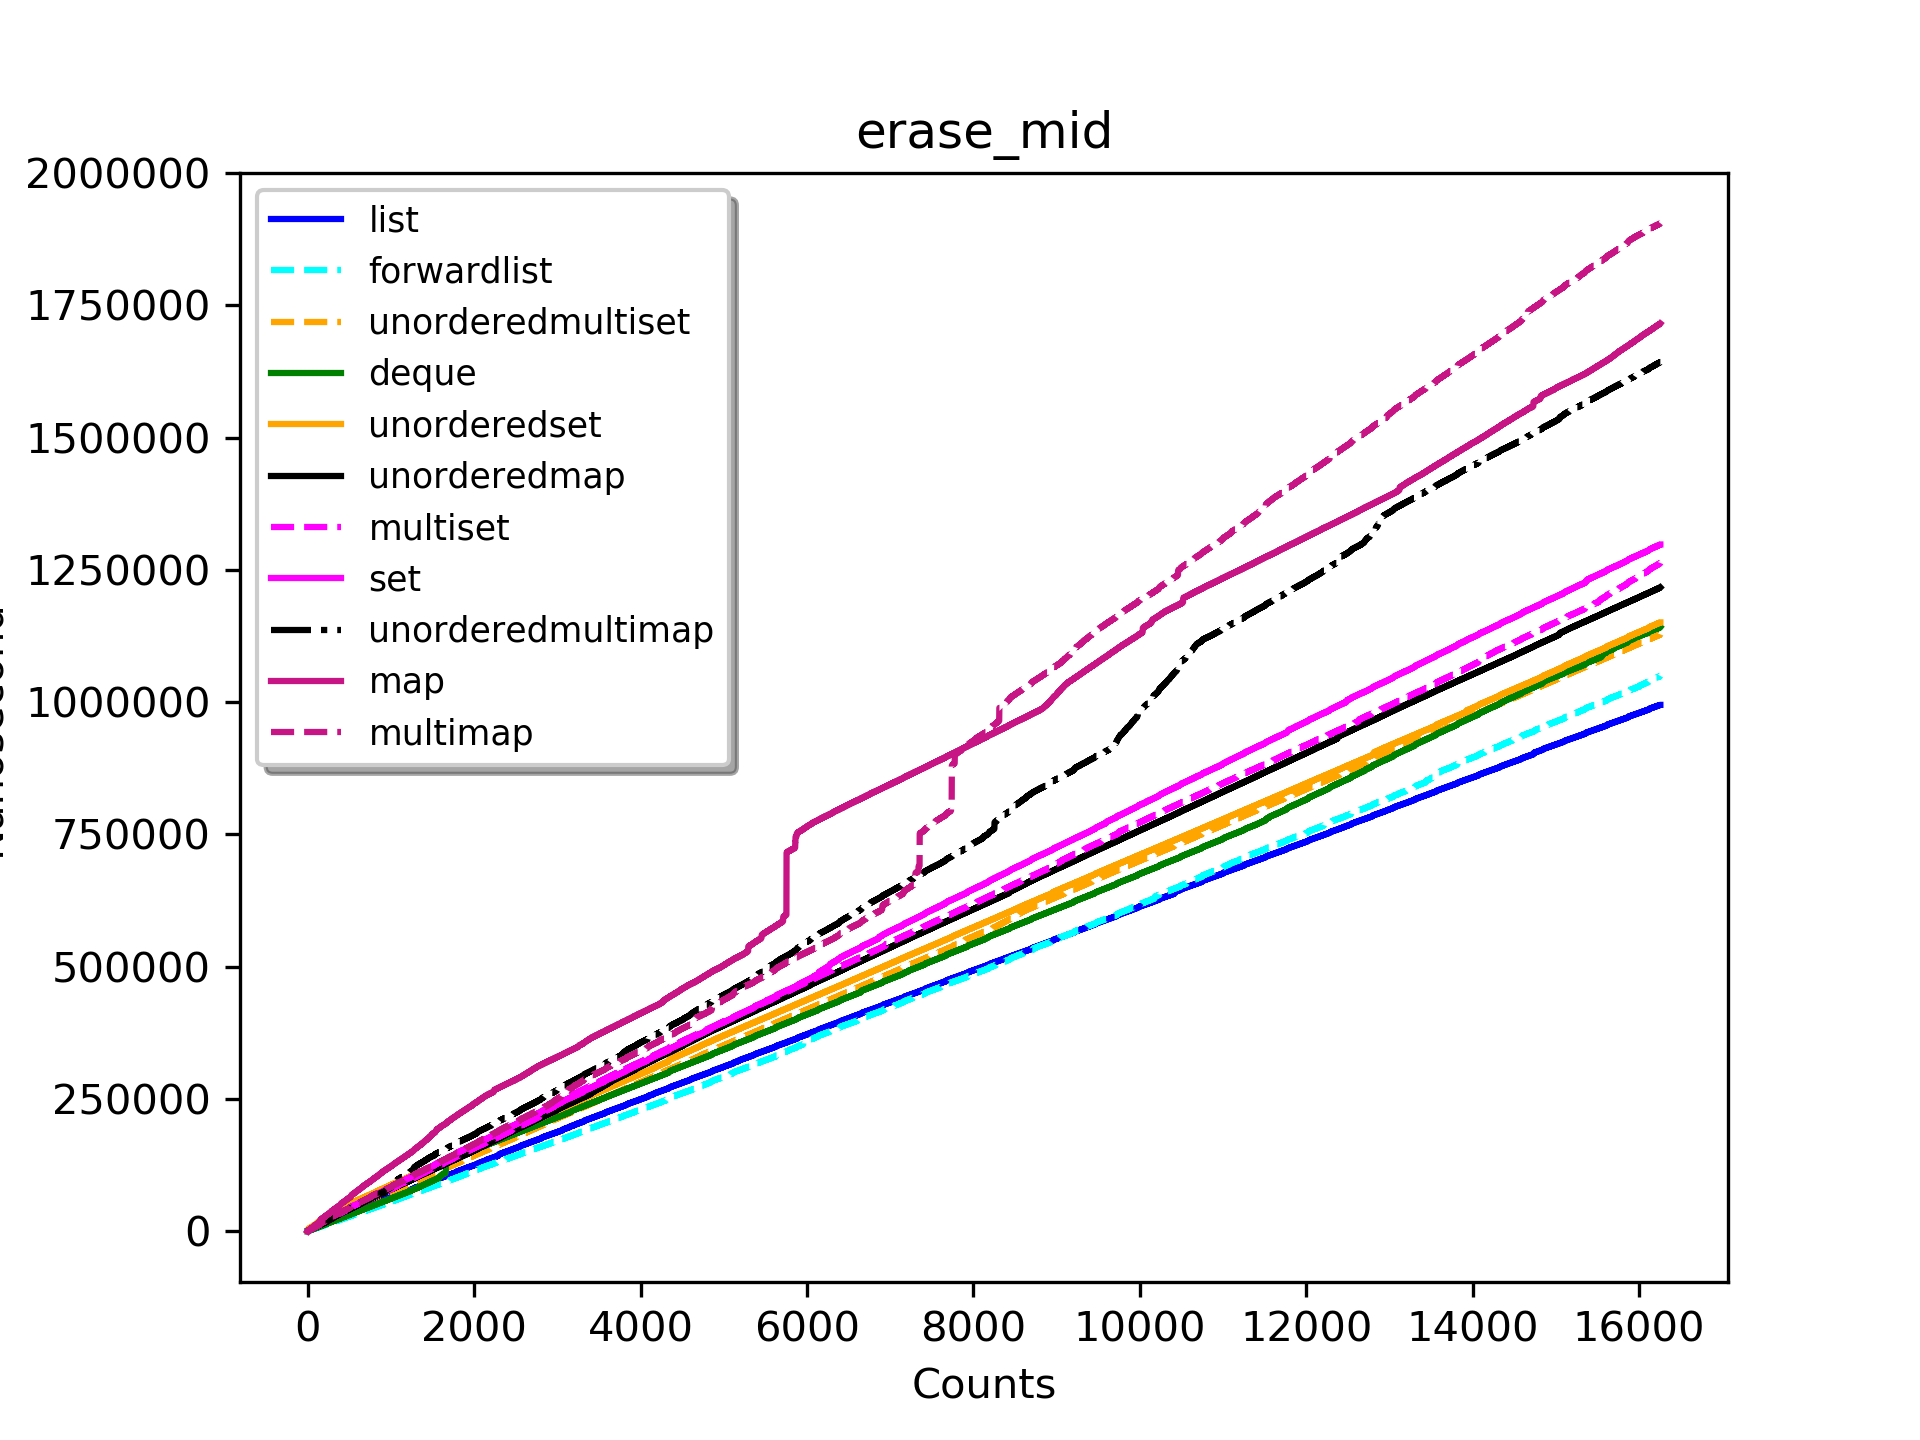 erase_mid
2000000
1750000
1500000
1250000
1000000
750000
500000
250000
0
list
forwardlist
unorderedmultiset
deque
unorderedset
unorderedmap
multiset
set
unorderedmultimap
map
multimap
0 2000 4000 6000 8000 10000 12000 14000 16000
Counts